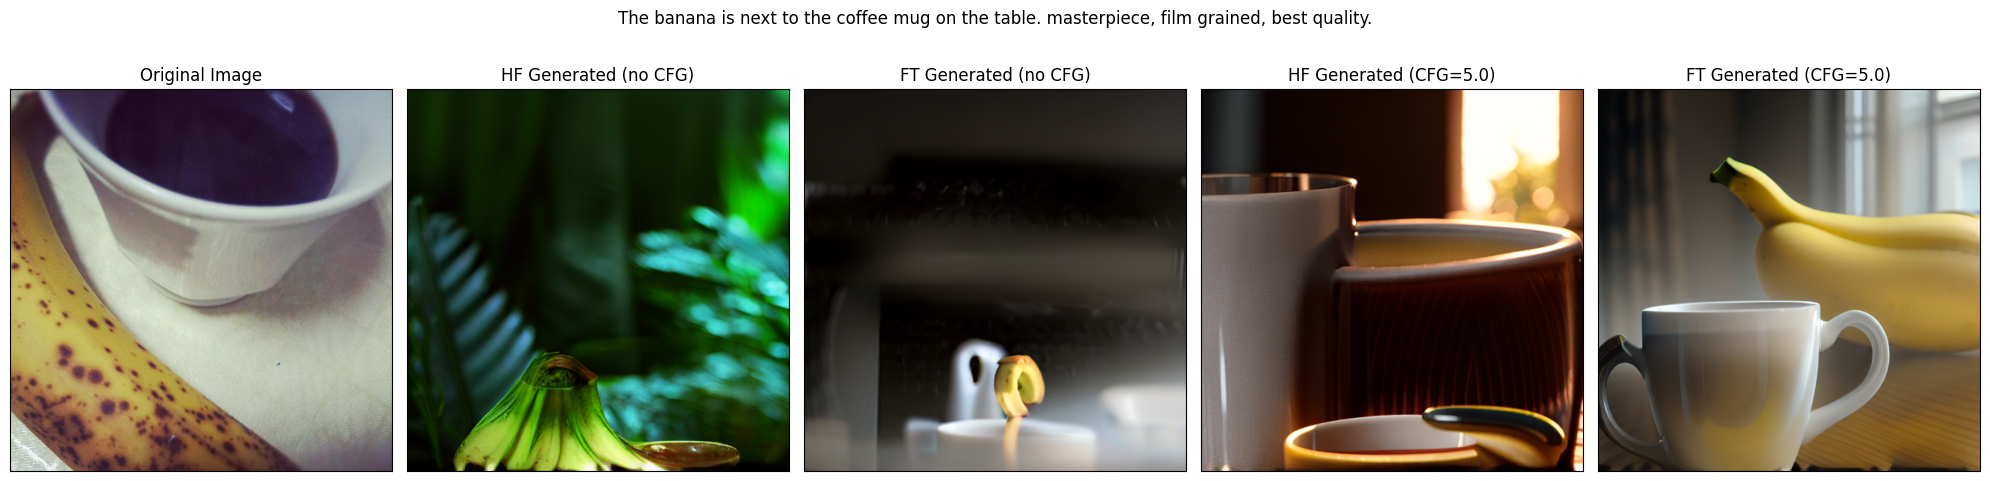 The banana is next to the coffee mug on the table. masterpiece, film grained, best quality.
Original Image
HF Generated (no CFG)
FT Generated (no CFG)
HF Generated (CFG=5.0)
FT Generated (CFG=5.0)